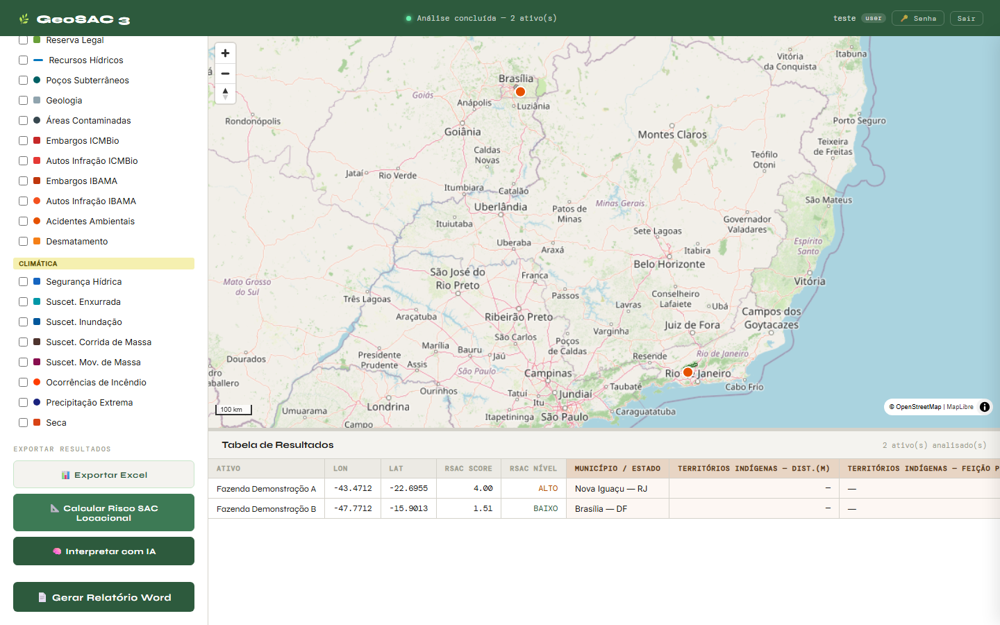 GeoSAC 3
Análise concluída — 2 ativo(s)
teste user Senha Sair
Reserva Legal
Recursos Hídricos
Poços Subterrâneos
Geologia
Áreas Contaminadas
Embargos ICMBio
Autos Infração ICMBio
Embargos IBAMA
Autos Infração IBAMA
Acidentes Ambientais
Desmatamento
CLIMÁTICA
Segurança Hídrica
Suscet. Enxurrada
Suscet. Inundação
Suscet. Corrida de Massa
Suscet. Mov. de Massa
Ocorrências de Incêndio
Precipitação Extrema
Seca
EXPORTAR RESULTADOS
Exportar Excel
Calcular Risco SAC
Locacional
Interpretar com IA
Gerar Relatório Word
Vitória
da Conquista
Itabuna
Brasília
Goiás
Anápolis
Luziânia
Rondonópolis
Goiânia
Montes Claros
Porto Seguro
Caldas
Novas
Teixeira
de Freitas
Teófilo
Otoni
Jataí
Rio Verde
Itumbiara
Catalão
Uberlândia
Patos de
Minas
Minas Gerais
São Mateus
Ituiutaba
Governador
Valadares
Sete Lagoas
Uberaba
Araxá
Itabira
Espírito
Santo
Belo Horizonte
São José do
Rio Preto
Franca
Mato Grosso
do Sul
Vitória
Três Lagoas
Passos
Conselheiro
Lafaiete
Lavras
Ubá
Araçatuba
Ribeirão Preto
Campos dos
Goytacazes
Juiz de Fora
Varginha
São Carlos
Poços
de Caldas
Marília
Bauru
Jaú
Presidente
Prudente
Assis
Dourados
Resende
Rio de Janeiro
São Paulo
Campinas
Rio de Janeiro
Taubaté
Cabo Frio
Ourinhos
Tatuí
Jundiaí
Londrina
Itu
Umuarama
Itapetininga
São Paulo
Caraguatatuba
dro
aballero
Campo
100 km
© OpenStreetMap | MapLibre
Tabela de Resultados
2 ativo(s) analisado(s)
ATIVO LON LAT RSAC SCORE RSAC NÍVEL MUNICÍPIO / ESTADO TERRITÓRIOS INDÍGENAS — DIST.(M) TERRITÓRIOS INDÍGENAS — FEIÇÃO P
Fazenda Demonstração A -43.4712 -22.6955 4.00 ALTO Nova Iguaçu — RJ — —
Fazenda Demonstração B -47.7712 -15.9013 1.51 BAIXO Brasília — DF — —